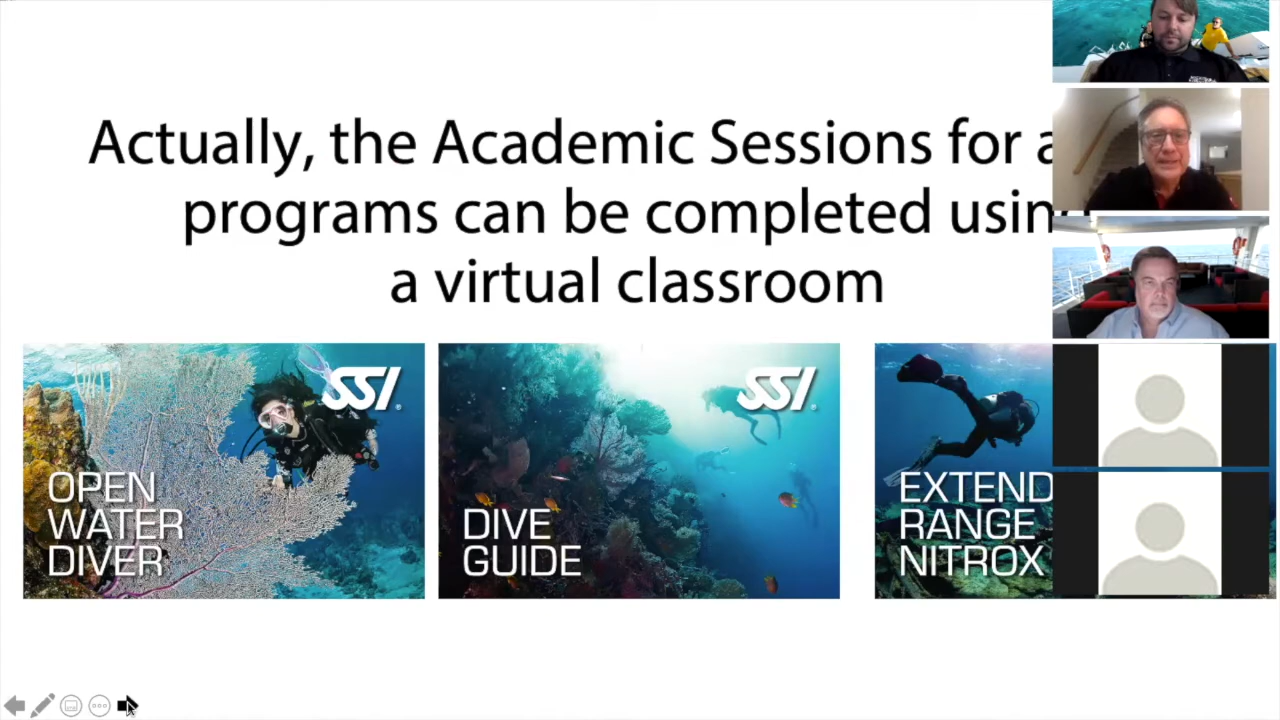 Actually, the Academic Sessions for
programs can be completed
a virtual classroom
SSI
OPEN
WATER
DIVER
SSI
DIVE
GUIDE
EXTEND
RANGE
NITROX